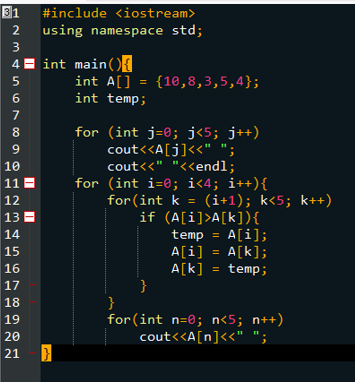 1 #include <iostream>
2 using namespace std;
3
4 int main(){
5 int A[] = {10,8,3,5,4};
6 int temp;
7
8 for (int j=0; j<5; j++)
9 cout<<A[j]<<" ";
10 cout<<" "<<endl;
11 for (int i=0; i<4; i++){
12 for(int k = (i+1); k<5; k++)
13 if (A[i]>A[k]){
14 temp = A[i];
15 A[i] = A[k];
16 A[k] = temp;
17 }
18 }
19 for(int n=0; n<5; n++)
20 cout<<A[n]<<" ";
21 }